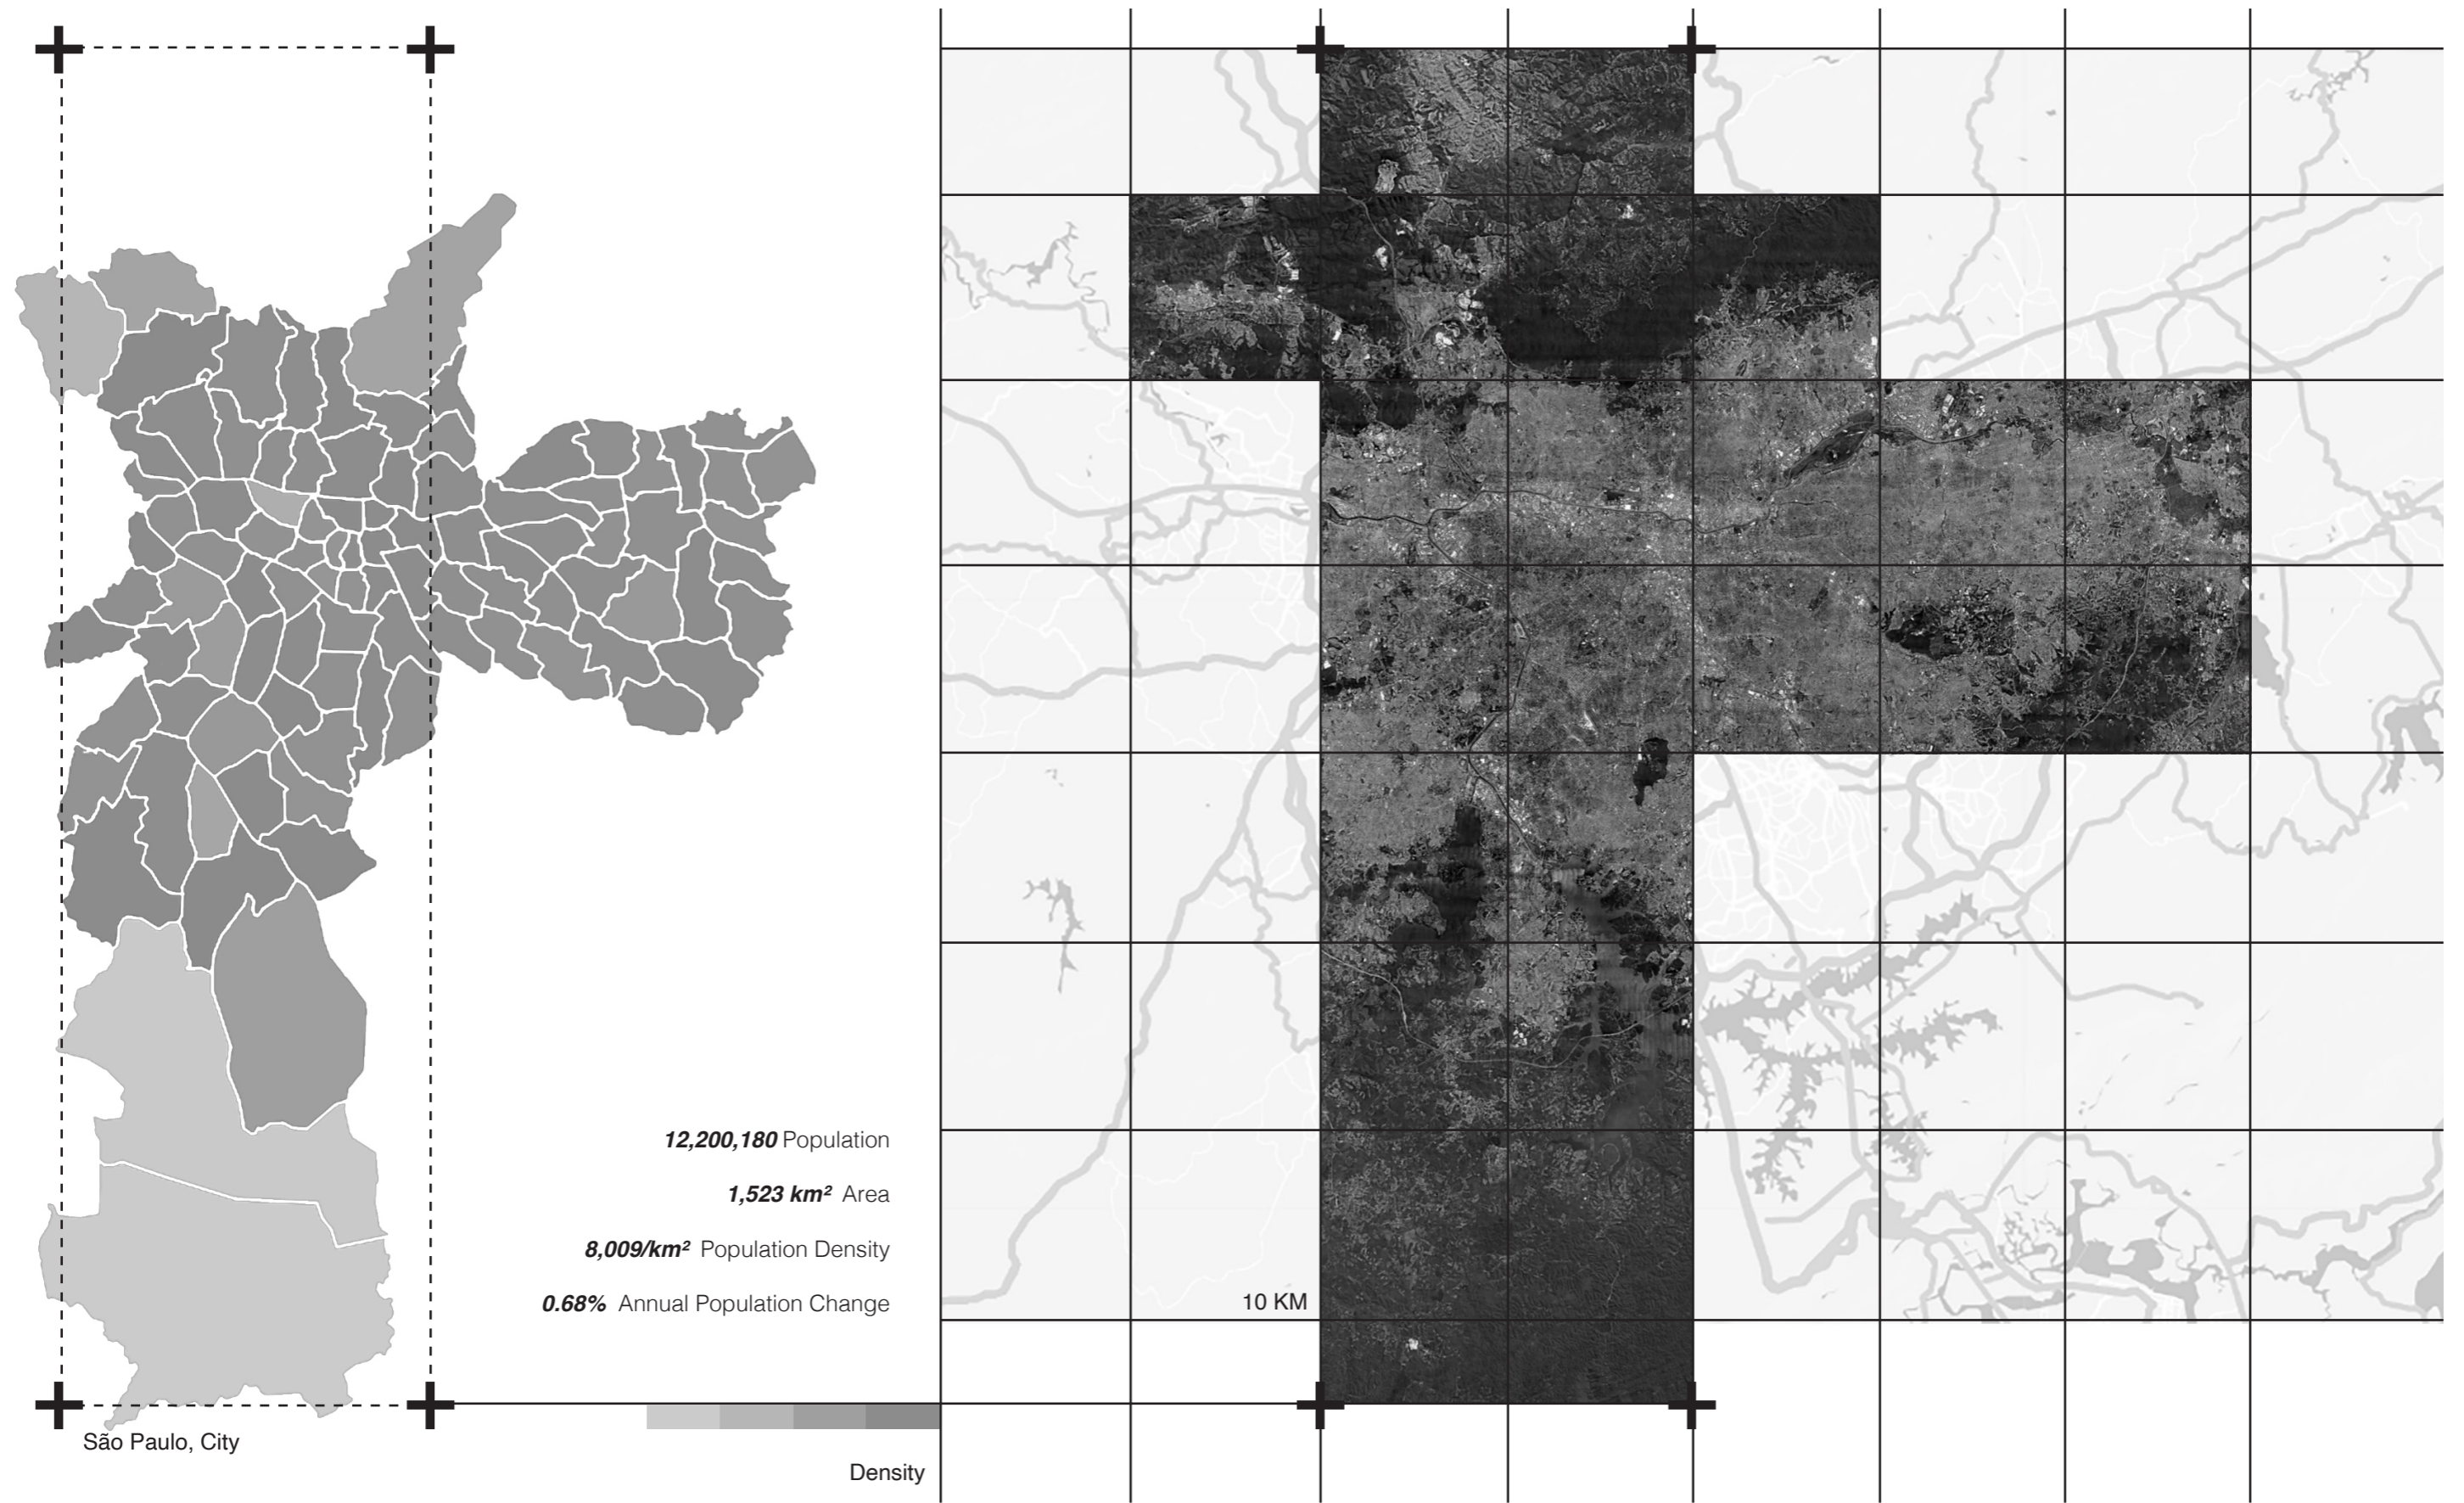 12,200,180 Population
1,523 km² Area
8,009/km² Population Density
0.68% Annual Population Change
10 KM
São Paulo, City
Density